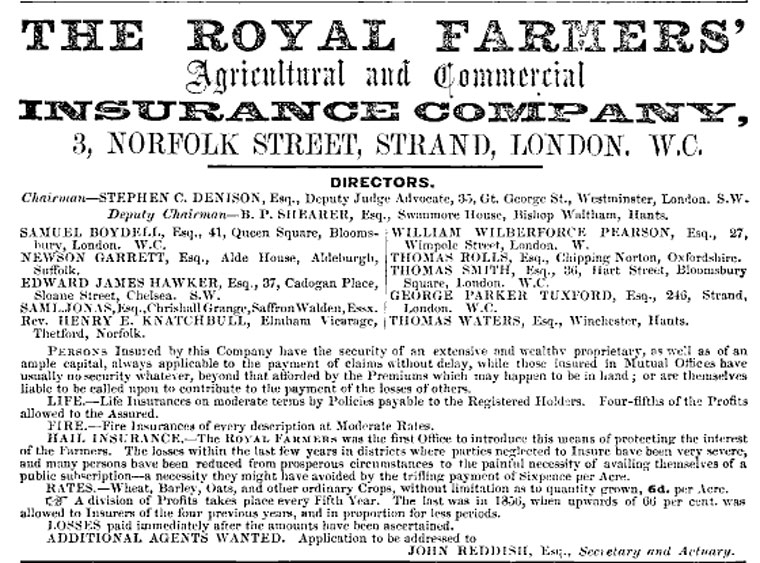 THE ROYAL FARMERS'
Agricultural and Commercial
INSURANCE COMPANY,
3, NORFOLK STREET, STRAND, LONDON. W.C.
DIRECTORS.
Chairman—STEPHEN C. DENISON, Esq., Deputy Judge Advocate, 35, Gt. George St., Westminster, London. S.W.
Deputy Chairman—B. P. SHEARER, Esq., Swanmore House, Bishop Waltham, Hants.
SAMUEL BOYDELL, Esq., 41, Queen Square, Blooms-
bury, London. W.C.
NEWSON GARRETT, Esq., Alde House, Aldeburgh,
Suffolk.
EDWARD JAMES HAWKER, Esq., 37, Cadogan Place,
Sloane Street, Chelsea. S.W.
SAML. JONAS, Esq., Chrishall Grange, Saffron Walden, Essx.
Rev. HENRY E. KNATCHBULL, Elmham Vicarage,
Thetford, Norfolk.
WILLIAM WILBERFORCE PEARSON, Esq., 27,
Wimpole Street, London. W.
THOMAS ROLLS, Esq., Chipping Norton, Oxfordshire.
THOMAS SMITH, Esq., 36, Hart Street, Bloomsbury
Square, London. W.C.
GEORGE PARKER TUXFORD, Esq., 246, Strand,
London. W.C.
THOMAS WATERS, Esq., Winchester, Hants.
PERSONS Insured by this Company have the security of an extensive and wealthy proprietary, as well as of an
ample capital, always applicable to the payment of claims without delay, while those insured in Mutual Offices have
usually no security whatever, beyond that afforded by the Premiums which may happen to be in hand; or are themselves
liable to be called upon to contribute to the payment of the losses of others.
LIFE.—Life Insurances on moderate terms by Policies payable to the Registered Holders. Four-fifths of the Profits
allowed to the Assured.
FIRE.—Fire Insurances of every description at Moderate Rates.
HAIL INSURANCE.—The ROYAL FARMERS was the first Office to introduce this means of protecting the interest
of the Farmers. The losses within the last few years in districts where parties neglected to Insure have been very severe,
and many persons have been reduced from prosperous circumstances to the painful necessity of availing themselves of a
public subscription—a necessity they might have avoided by the trifling payment of Sixpence per Acre.
RATES.—Wheat, Barley, Oats, and other ordinary Crops, without limitation as to quantity grown, 6d. per Acre.
☞ A division of Profits takes place every Fifth Year. The last was in 1856, when upwards of 66 per cent. was
allowed to Insurers of the four previous years, and in proportion for less periods.
LOSSES paid immediately after the amounts have been ascertained.
ADDITIONAL AGENTS WANTED. Application to be addressed to
JOHN REDDISH, Esq., Secretary and Actuary.